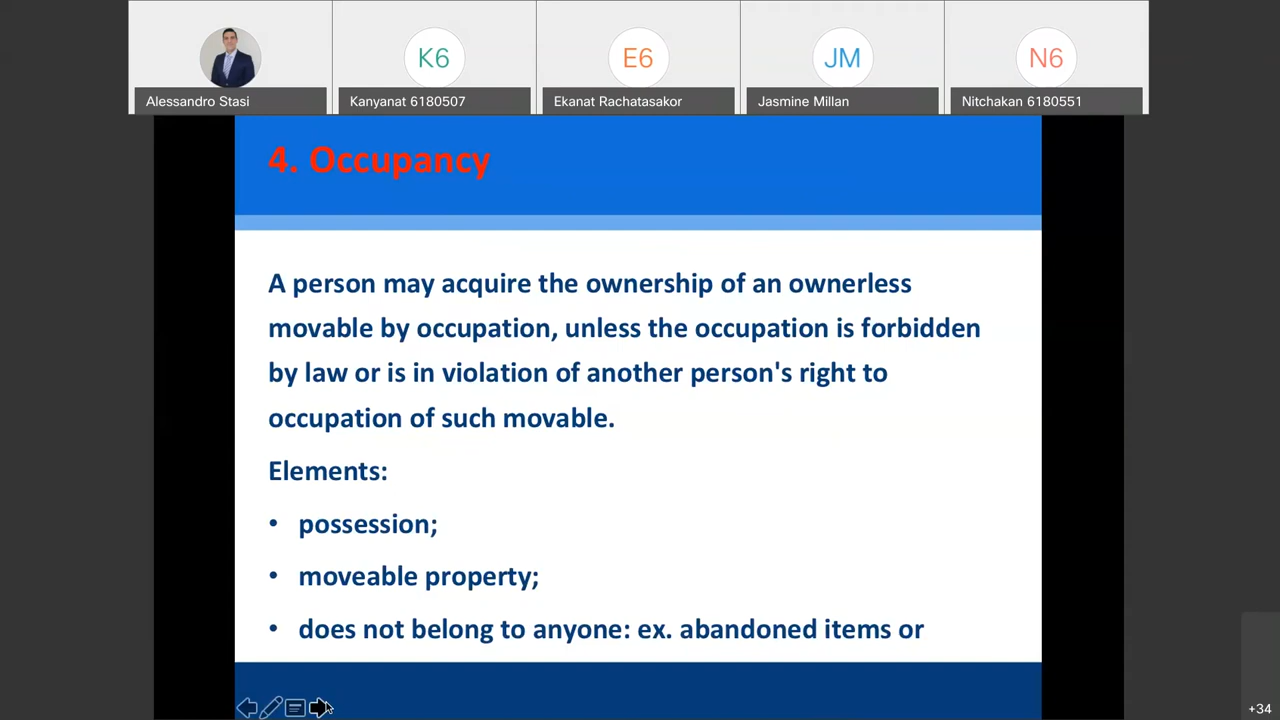 K6
E6
JM
N6
Alessandro Stasi
Kanyanat 6180507
Ekanat Rachatasakor
Jasmine Millan
Nitchakan 6180551
4. Occupancy
A person may acquire the ownership of an ownerless
movable by occupation, unless the occupation is forbidden
by law or is in violation of another person's right to
occupation of such movable.
Elements:
• possession;
• moveable property;
• does not belong to anyone: ex. abandoned items or
+34